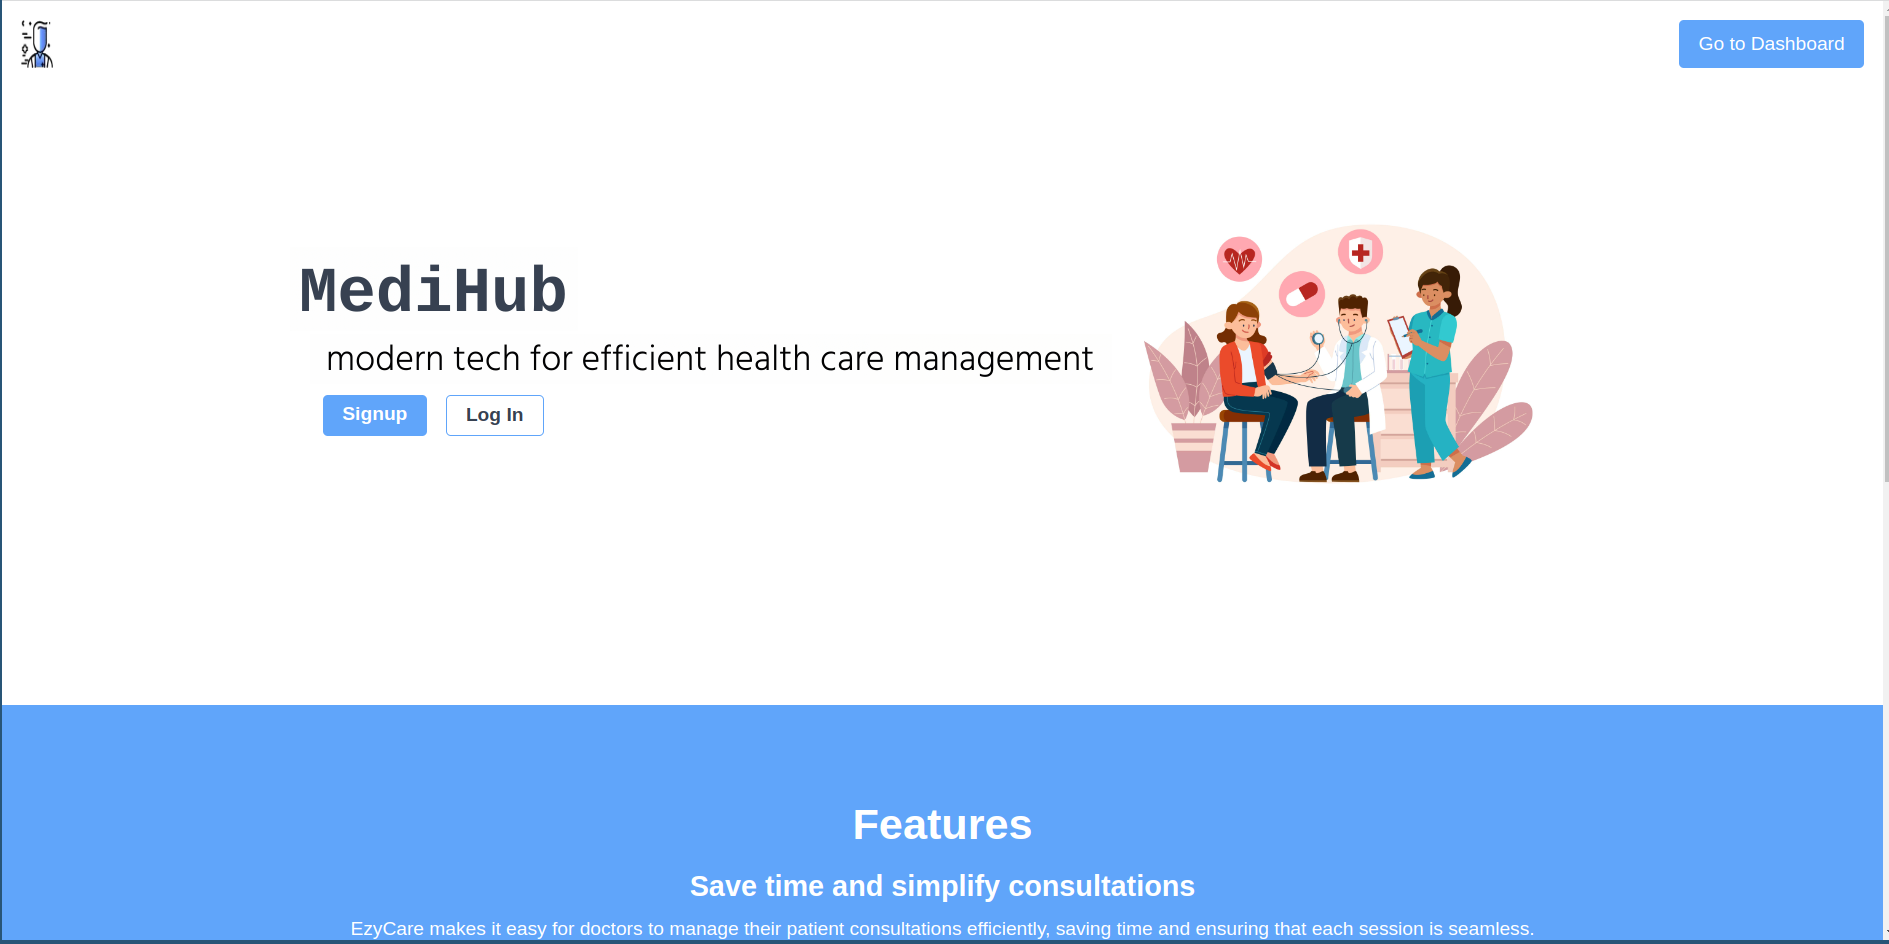 Go to Dashboard
MediHub
modern tech for efficient health care management
Signup
Log In
Features
Save time and simplify consultations
EzyCare makes it easy for doctors to manage their patient consultations efficiently, saving time and ensuring that each session is seamless.